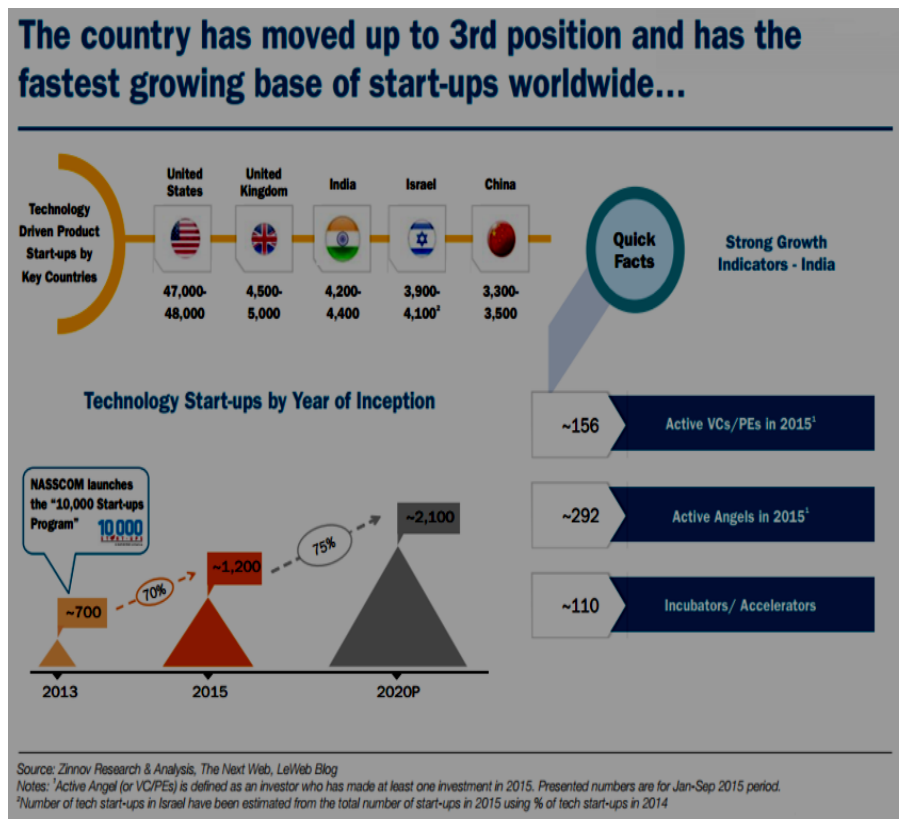 The country has moved up to 3rd position and has the
fastest growing base of start-ups worldwide...
Technology
Driven Product
Start-ups by
Key Countries
United
States
47,000-
48,000
United
Kingdom
4,500-
5,000
India
4,200-
4,400
Israel
3,900-
4,100²
China
3,300-
3,500
Quick
Facts
Strong Growth
Indicators - India
~156
Active VCs/PEs in 2015¹
~292
Active Angels in 2015¹
~110
Incubators/ Accelerators
Technology Start-ups by Year of Inception
NASSCOM launches
the "10,000 Start-ups
Program"
10 000
~700
70%
~1,200
75%
~2,100
2013
2015
2020P
Source: Zinnov Research & Analysis, The Next Web, LeWeb Blog
Notes: ¹Active Angel (or VC/PEs) is defined as an investor who has made at least one investment in 2015. Presented numbers are for Jan-Sep 2015 period.
²Number of tech start-ups in Israel have been estimated from the total number of start-ups in 2015 using % of tech start-ups in 2014